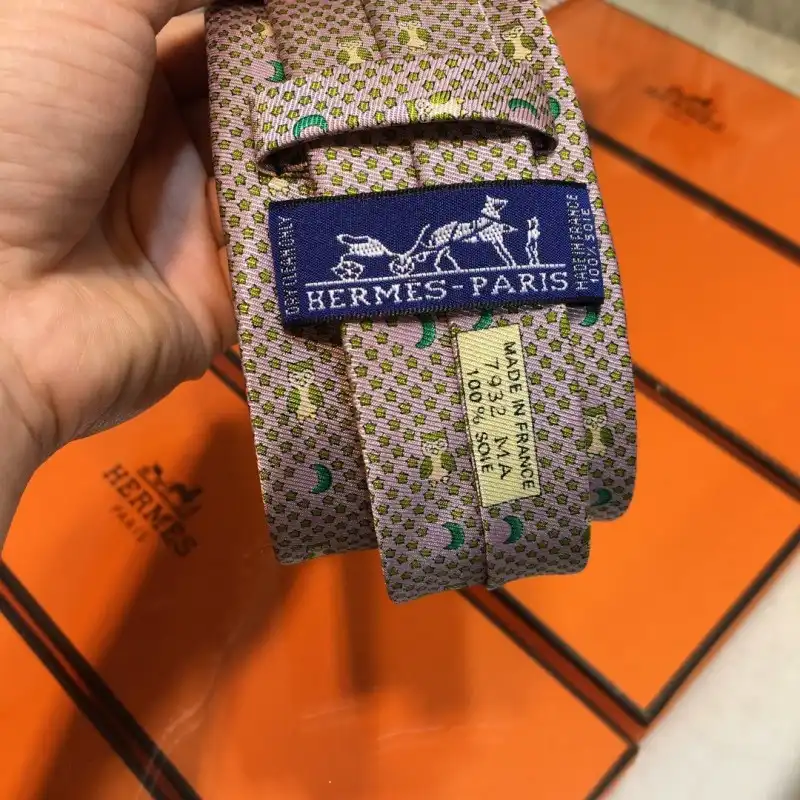 DRY CLEAN ONLY
HERMES-PARIS
MADE IN FRANCE
100% SOIE
MADE IN FRANCE
7932 MA
100% SOIE
HERMES
PARIS